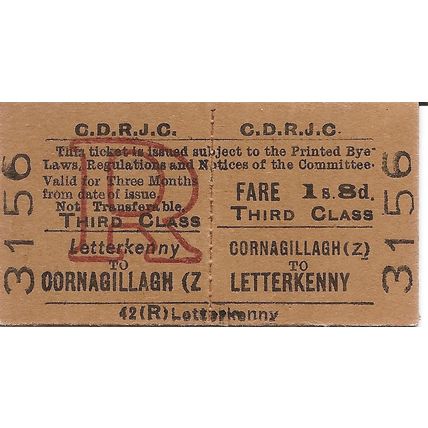 C.D.R.J.C. C.D.R.J.C.
This ticket is issued subject to the Printed Bye-
Laws, Regulations and Notices of the Committee.
Valid for Three Months
from date of issue.
Not Transferable.
THIRD CLASS
FARE 1s.8d.
THIRD CLASS
R
Letterkenny
TO
CORNAGILLAGH (Z
CORNAGILLAGH (Z)
TO
LETTERKENNY
42(R)Letterkenny
3156
3156